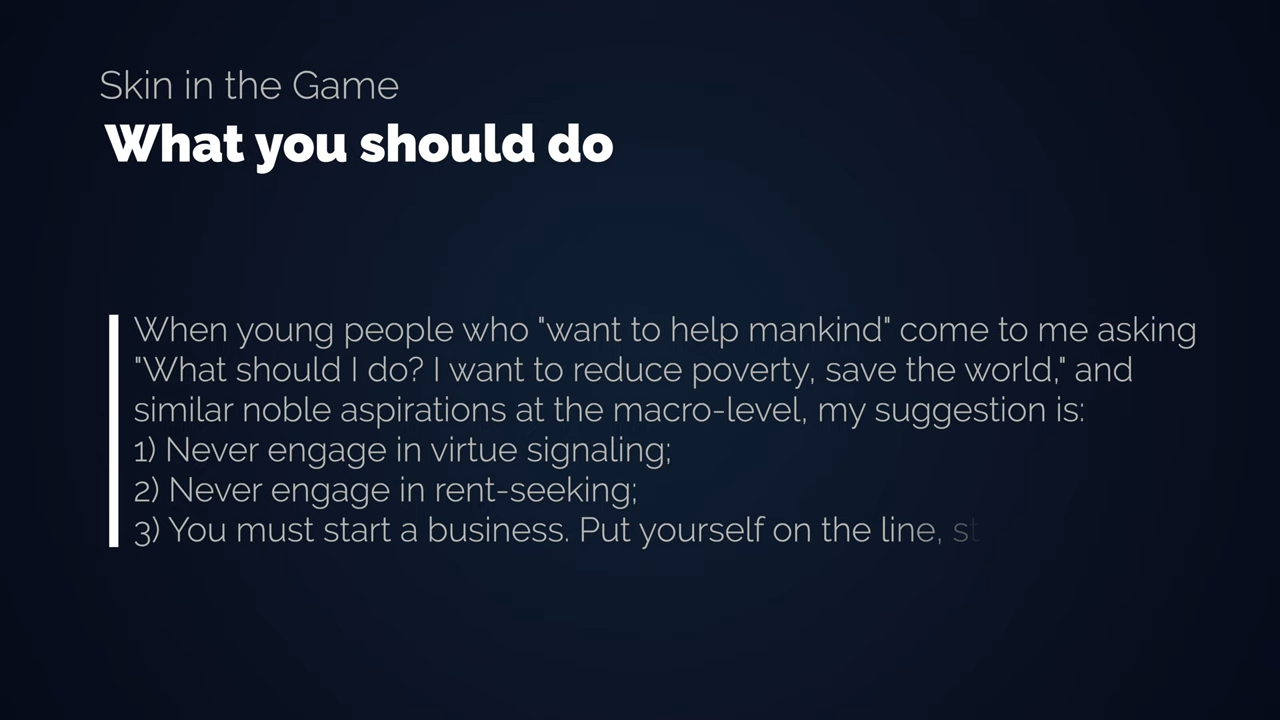 Skin in the Game
What you should do
When young people who "want to help mankind" come to me asking
"What should I do? I want to reduce poverty, save the world," and
similar noble aspirations at the macro-level, my suggestion is:
1) Never engage in virtue signaling;
2) Never engage in rent-seeking;
3) You must start a business. Put yourself on the line, st